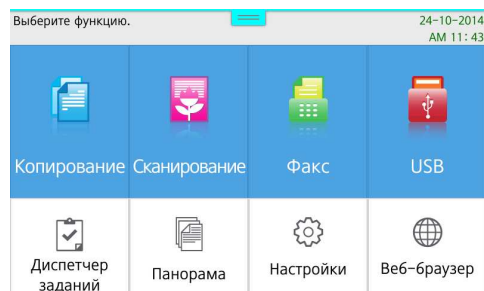 Выберите функцию.
24-10-2014
AM 11:43
Копирование
Сканирование
Факс
USB
Диспетчер
заданий
Панорама
Настройки
Веб-браузер